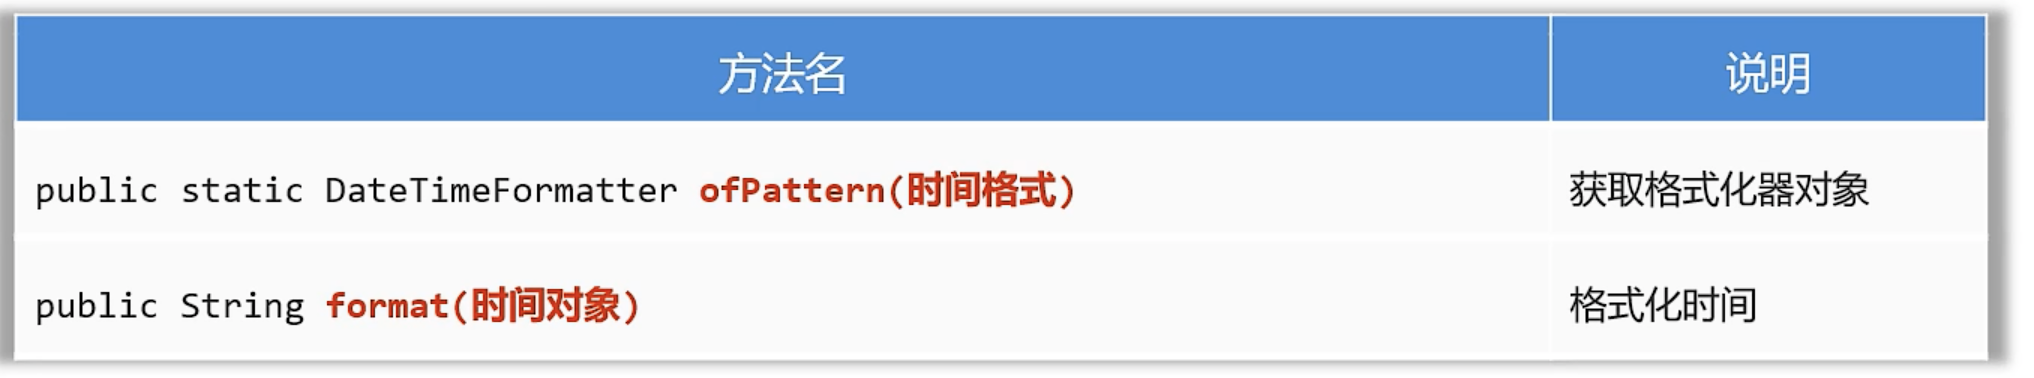 方法名 说明
public static DateTimeFormatter ofPattern(时间格式) 获取格式化器对象
public String format(时间对象) 格式化时间